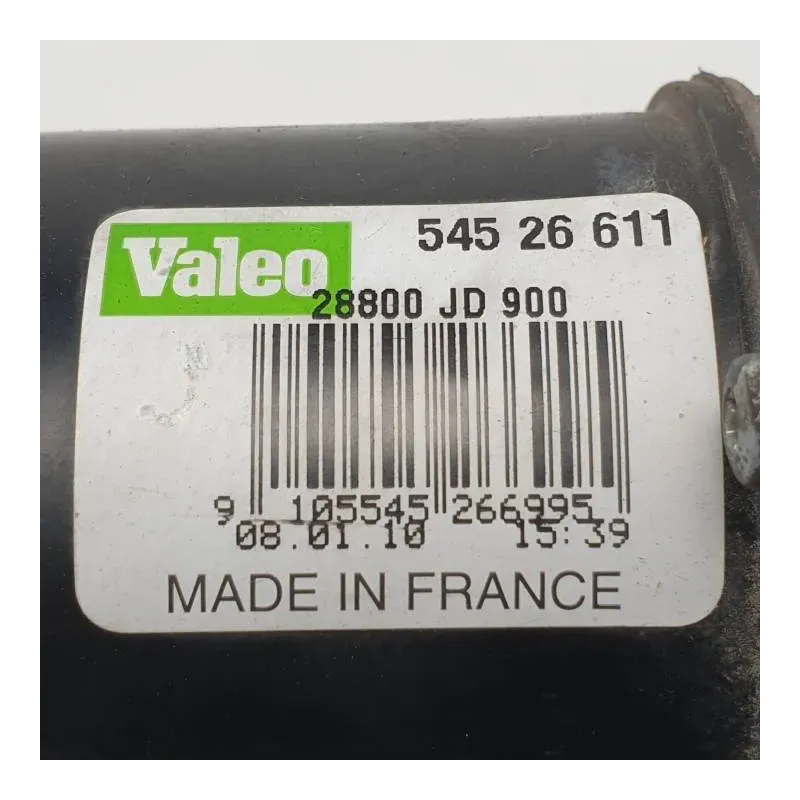 Valeo 545 26 611
28800 JD 900
9 105545 266995
08.01.10 15:39
MADE IN FRANCE